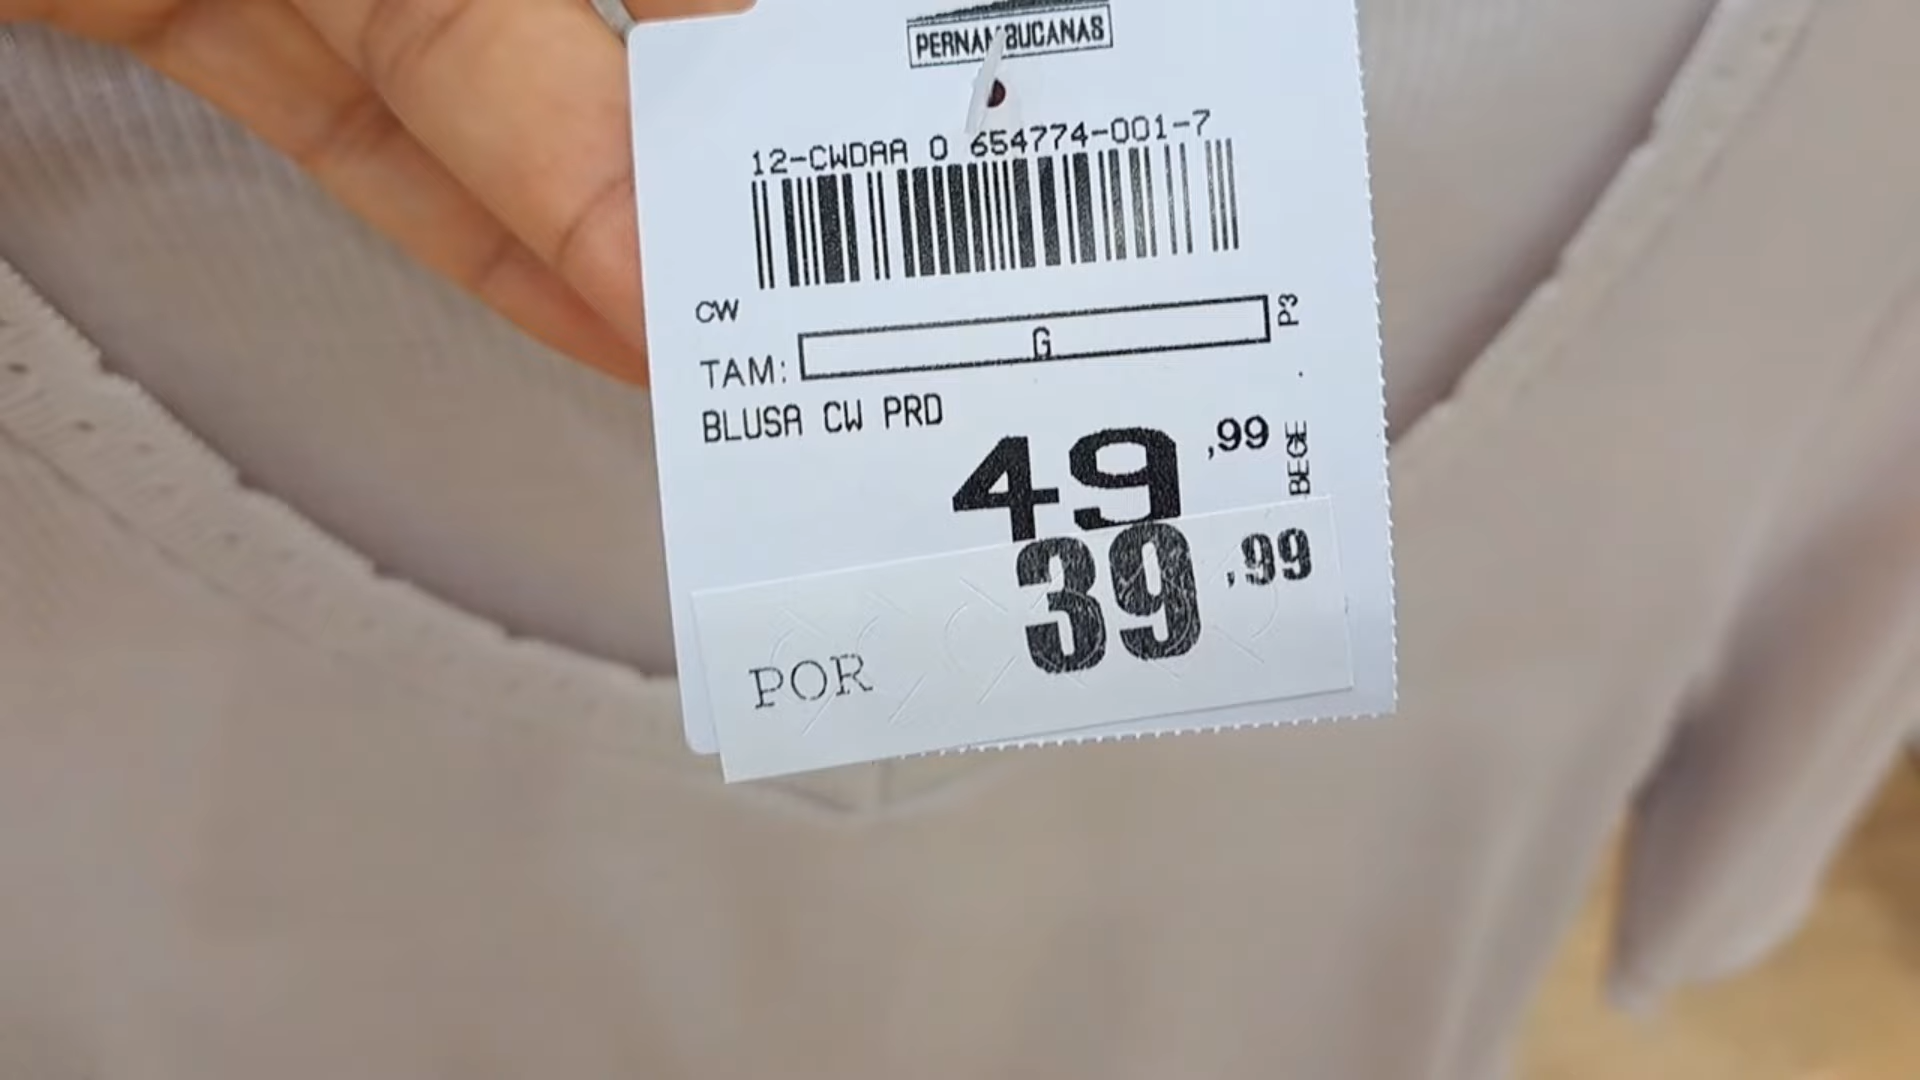 PERNAMBUCANAS
12-CWDAA 0 654774-001-7
CW
P3
TAM: G
BLUSA CW PRD
49,99
BEGE
POR 39,99